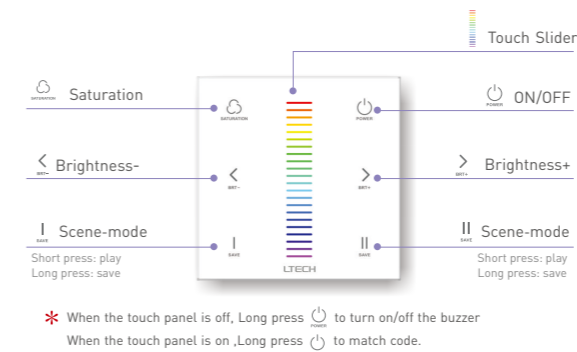 Touch Slider
SATURATION Saturation
POWER ON/OFF
SATURATION
POWER
BRT- Brightness-
BRT+ Brightness+
BRT-
BRT+
I SAVE Scene-mode
II SAVE Scene-mode
Short press: play
Long press: save
Short press: play
Long press: save
I
SAVE
II
SAVE
LTECH
* When the touch panel is off, Long press POWER to turn on/off the buzzer
When the touch panel is on ,Long press to match code.